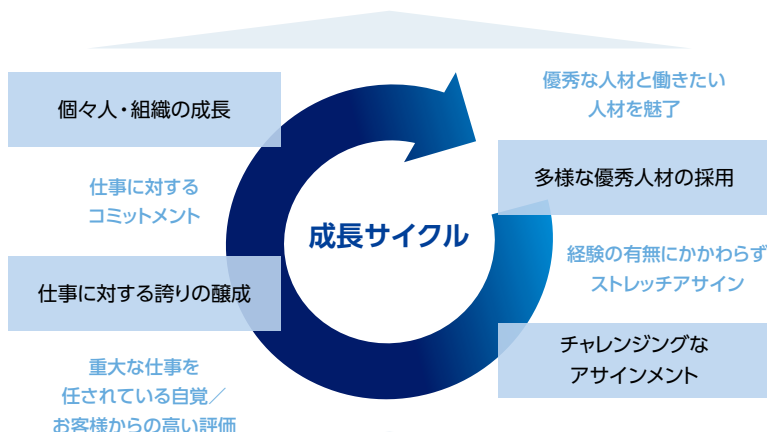 優秀な人材と働きたい
人材を魅了
個々人・組織の成長
多様な優秀人材の採用
仕事に対する
コミットメント
成長サイクル
経験の有無にかかわらず
ストレッチアサイン
仕事に対する誇りの醸成
チャレンジングな
アサインメント
重大な仕事を
任されている自覚／
お客様からの高い評価